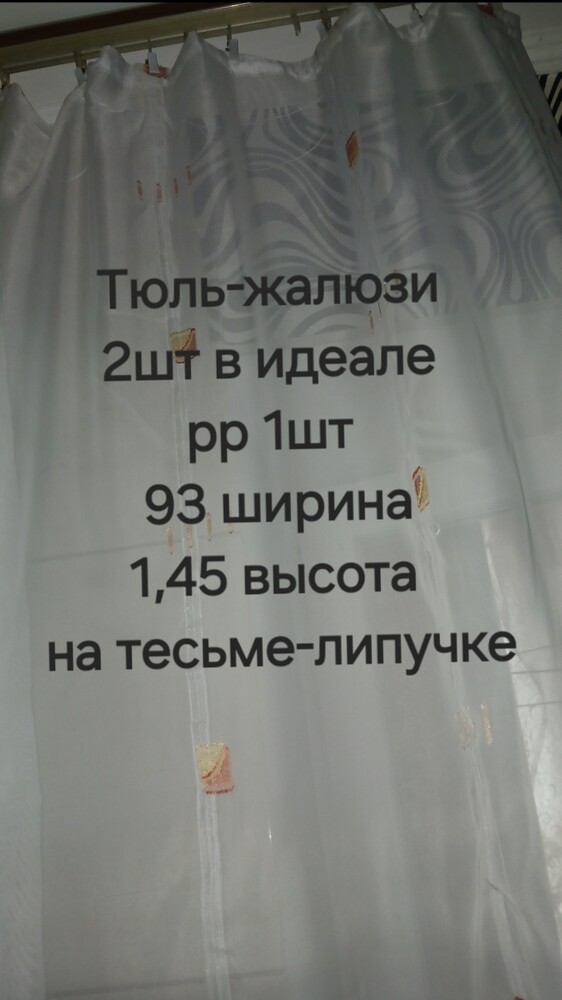 Тюль-жалюзи
2шт в идеале
рр 1шт
93 ширина
1,45 высота
на тесьме-липучке